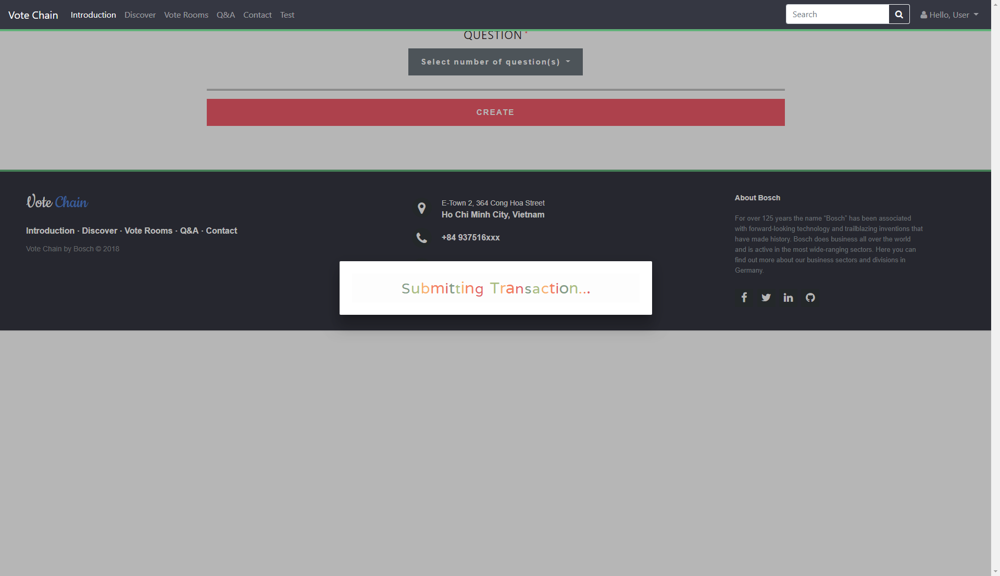 Vote Chain Introduction Discover Vote Rooms Q&A Contact Test Search Hello, User
QUESTION *
Select number of question(s)
CREATE
Vote Chain
Introduction · Discover · Vote Rooms · Q&A · Contact
Vote Chain by Bosch © 2018
E-Town 2, 364 Cong Hoa Street
Ho Chi Minh City, Vietnam
+84 937516xxx
About Bosch
For over 125 years the name “Bosch” has been associated
with forward-looking technology and trailblazing inventions that
have made history. Bosch does business all over the world
and is active in the most wide-ranging sectors. Here you can
find out more about our business sectors and divisions in
Germany.
Submitting Transaction...